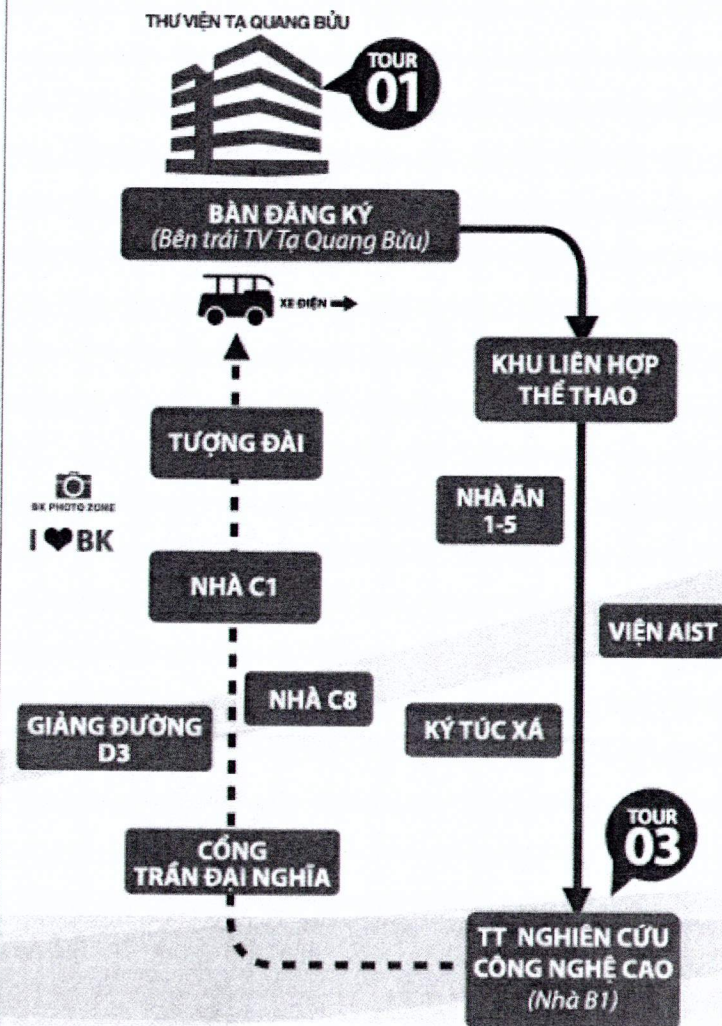 THƯ VIỆN TẠ QUANG BỬU
TOUR
01
BÀN ĐĂNG KÝ
(Bên trái TV Tạ Quang Bửu)
XE ĐIỆN
KHU LIÊN HỢP
THỂ THAO
TƯỢNG ĐÀI
NHÀ ĂN
1-5
BK PHOTO ZONE
I ❤ BK
NHÀ C1
VIỆN AIST
NHÀ C8
GIẢNG ĐƯỜNG
D3
KÝ TÚC XÁ
TOUR
03
CỔNG
TRẦN ĐẠI NGHĨA
TT NGHIÊN CỨU
CÔNG NGHỆ CAO
(Nhà B1)